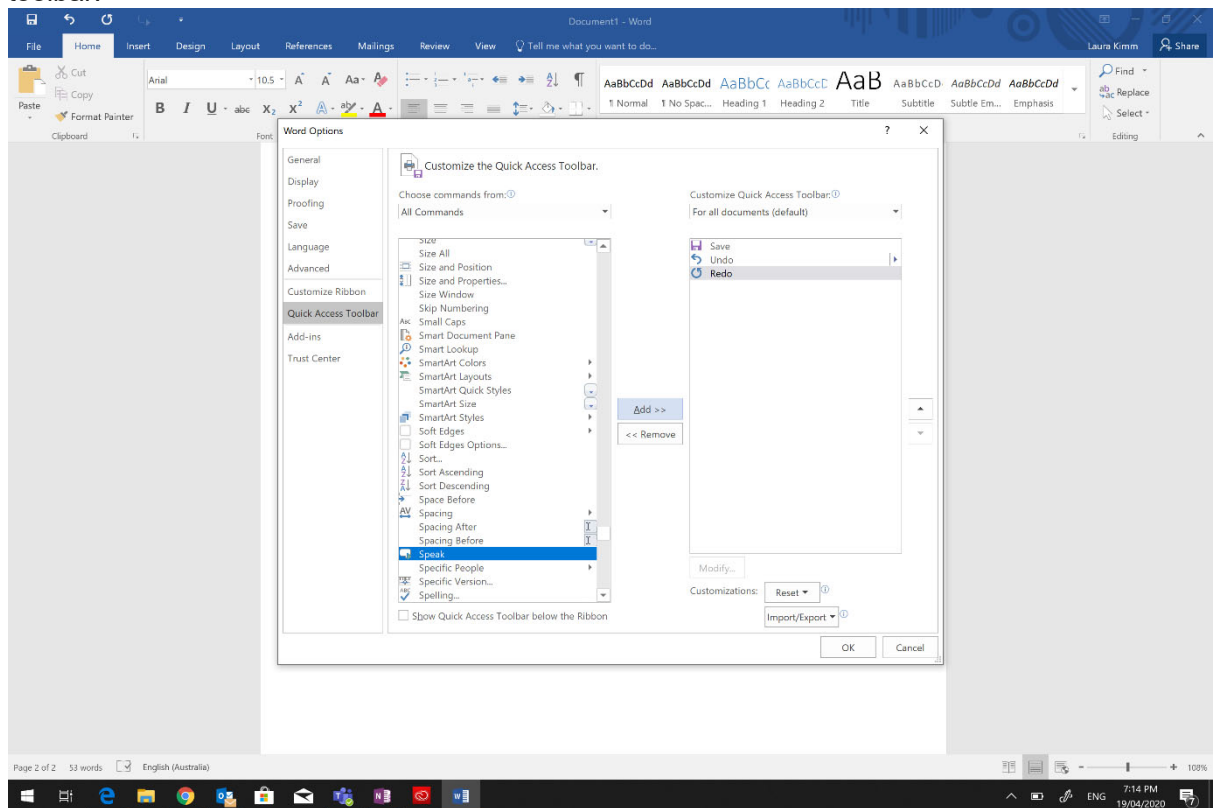 toolbar.
Document1 - Word
File Home Insert Design Layout References Mailings Review View Tell me what you want to do... Laura Kimm Share
Paste
Cut
Copy
Format Painter
Clipboard
Arial 10.5 A A Aa
B I U abc X2 X2 A aby A
Font
AaBbCcDd AaBbCcDd AaBbCc AaBbCcC AaB AaBbCcD AaBbCcDd AaBbCcDd
¶ Normal ¶ No Spac... Heading 1 Heading 2 Title Subtitle Subtle Em... Emphasis
Find
Replace
Select
Editing
Word Options ? ×
General
Display
Proofing
Save
Language
Advanced
Customize Ribbon
Quick Access Toolbar
Add-ins
Trust Center
Customize the Quick Access Toolbar.
Choose commands from:
All Commands
Size
Size All
Size and Position
Size and Properties...
Size Window
Skip Numbering
Small Caps
Smart Document Pane
Smart Lookup
SmartArt Colors
SmartArt Layouts
SmartArt Quick Styles
SmartArt Size
SmartArt Styles
Soft Edges
Soft Edges Options...
Sort...
Sort Ascending
Sort Descending
Space Before
Spacing
Spacing After
Spacing Before
Speak
Specific People
Specific Version...
Spelling...
Show Quick Access Toolbar below the Ribbon
Add >>
<< Remove
Customize Quick Access Toolbar:
For all documents (default)
Save
Undo
Redo
Modify...
Customizations: Reset
Import/Export
OK Cancel
Page 2 of 2 53 words English (Australia) 108%
ENG 7:14 PM
19/04/2020